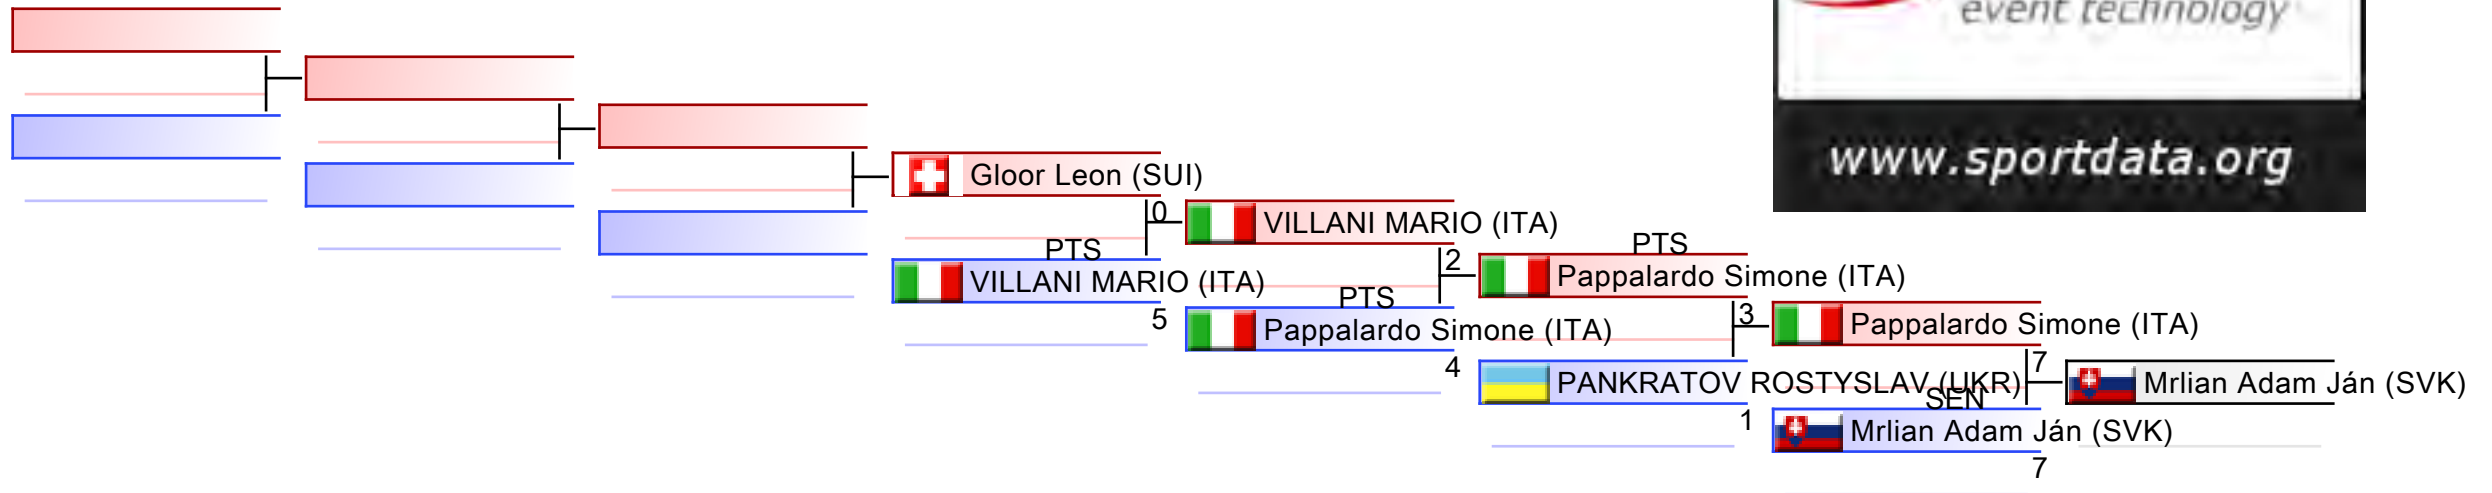 event technology
www.sportdata.org
Gloor Leon (SUI)
0
VILLANI MARIO (ITA)
PTS
VILLANI MARIO (ITA)
5
2
PTS
Pappalardo Simone (ITA)
4
PTS
Pappalardo Simone (ITA)
3
PANKRATOV ROSTYSLAV (UKR)
1
Pappalardo Simone (ITA)
7
SEN
Mrlian Adam Ján (SVK)
7
Mrlian Adam Ján (SVK)